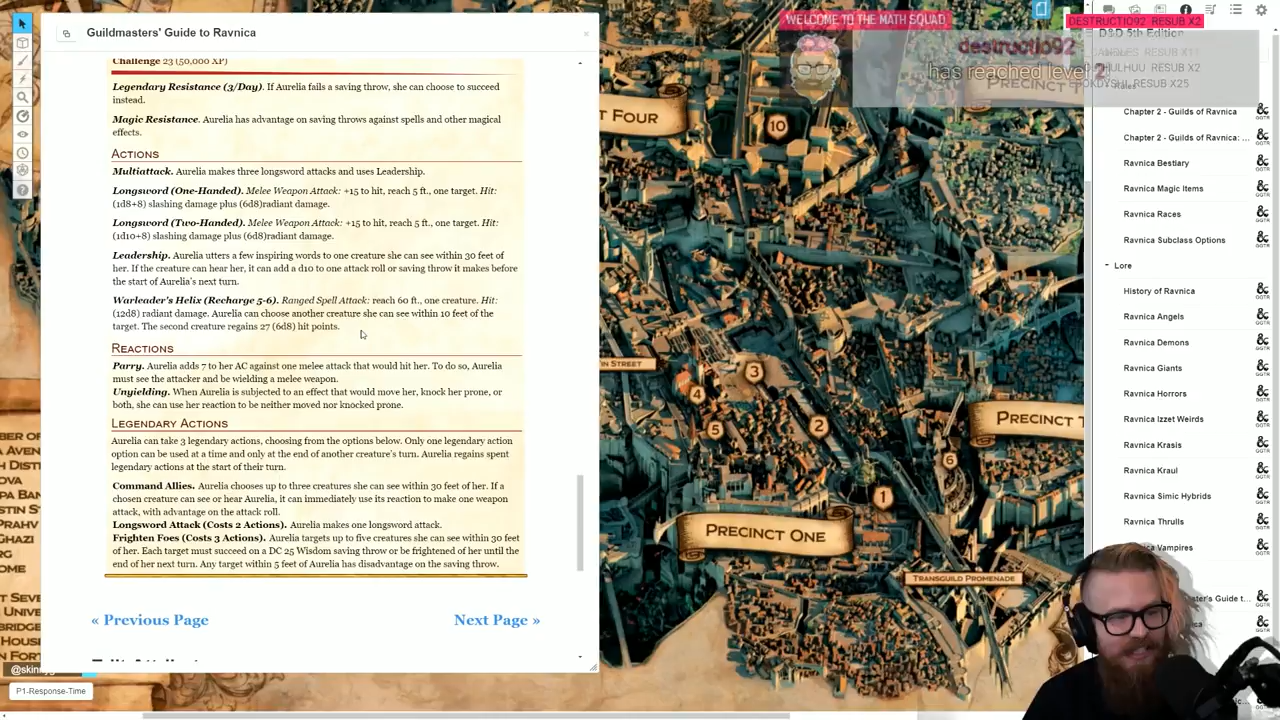 Guildmasters' Guide to Ravnica
×
Challenge 23 (50,000 XP)
Legendary Resistance (3/Day). If Aurelia fails a saving throw, she can choose to succeed
instead.
Magic Resistance. Aurelia has advantage on saving throws against spells and other magical
effects.
ACTIONS
Multiattack. Aurelia makes three longsword attacks and uses Leadership.
Longsword (One-Handed). Melee Weapon Attack: +15 to hit, reach 5 ft., one target. Hit:
(1d8+8) slashing damage plus (6d8)radiant damage.
Longsword (Two-Handed). Melee Weapon Attack: +15 to hit, reach 5 ft., one target. Hit:
(1d10+8) slashing damage plus (6d8)radiant damage.
Leadership. Aurelia utters a few inspiring words to one creature she can see within 30 feet of
her. If the creature can hear her, it can add a d10 to one attack roll or saving throw it makes before
the start of Aurelia's next turn.
Warleader's Helix (Recharge 5-6). Ranged Spell Attack: reach 60 ft., one creature. Hit:
(12d8) radiant damage. Aurelia can choose another creature she can see within 10 feet of the
target. The second creature regains 27 (6d8) hit points.
REACTIONS
Parry. Aurelia adds 7 to her AC against one melee attack that would hit her. To do so, Aurelia
must see the attacker and be wielding a melee weapon.
Unyielding. When Aurelia is subjected to an effect that would move her, knock her prone, or
both, she can use her reaction to be neither moved nor knocked prone.
LEGENDARY ACTIONS
Aurelia can take 3 legendary actions, choosing from the options below. Only one legendary action
option can be used at a time and only at the end of another creature's turn. Aurelia regains spent
legendary actions at the start of their turn.
Command Allies. Aurelia chooses up to three creatures she can see within 30 feet of her. If a
chosen creature can see or hear Aurelia, it can immediately use its reaction to make one weapon
attack, with advantage on the attack roll.
Longsword Attack (Costs 2 Actions). Aurelia makes one longsword attack.
Frighten Foes (Costs 3 Actions). Aurelia targets up to five creatures she can see within 30 feet
of her. Each target must succeed on a DC 25 Wisdom saving throw or be frightened of her until the
end of her next turn. Any target within 5 feet of Aurelia has disadvantage on the saving throw.
« Previous Page
Next Page »
P1-Response-Time
WELCOME TO THE MATH SQUAD
destructio92
has reached level 2!
DESTRUCTIO92 RESUB X2
D&D 5th Edition
RESUB X11
RESUB X2
RESUB X25
Rules
Chapter 2 - Guilds of Ravnica
Chapter 2 - Guilds of Ravnica: ...
Ravnica Bestiary
Ravnica Magic Items
Ravnica Races
Ravnica Subclass Options
Lore
History of Ravnica
Ravnica Angels
Ravnica Demons
Ravnica Giants
Ravnica Horrors
Ravnica Izzet Weirds
Ravnica Krasis
Ravnica Kraul
Ravnica Simic Hybrids
Ravnica Thrulls
Vampires
T FOUR
10
PRECINCT
IN STREET
3
4
5
2
PRECINCT T
6
1
PRECINCT ONE
TRANSGUILD PROMENADE